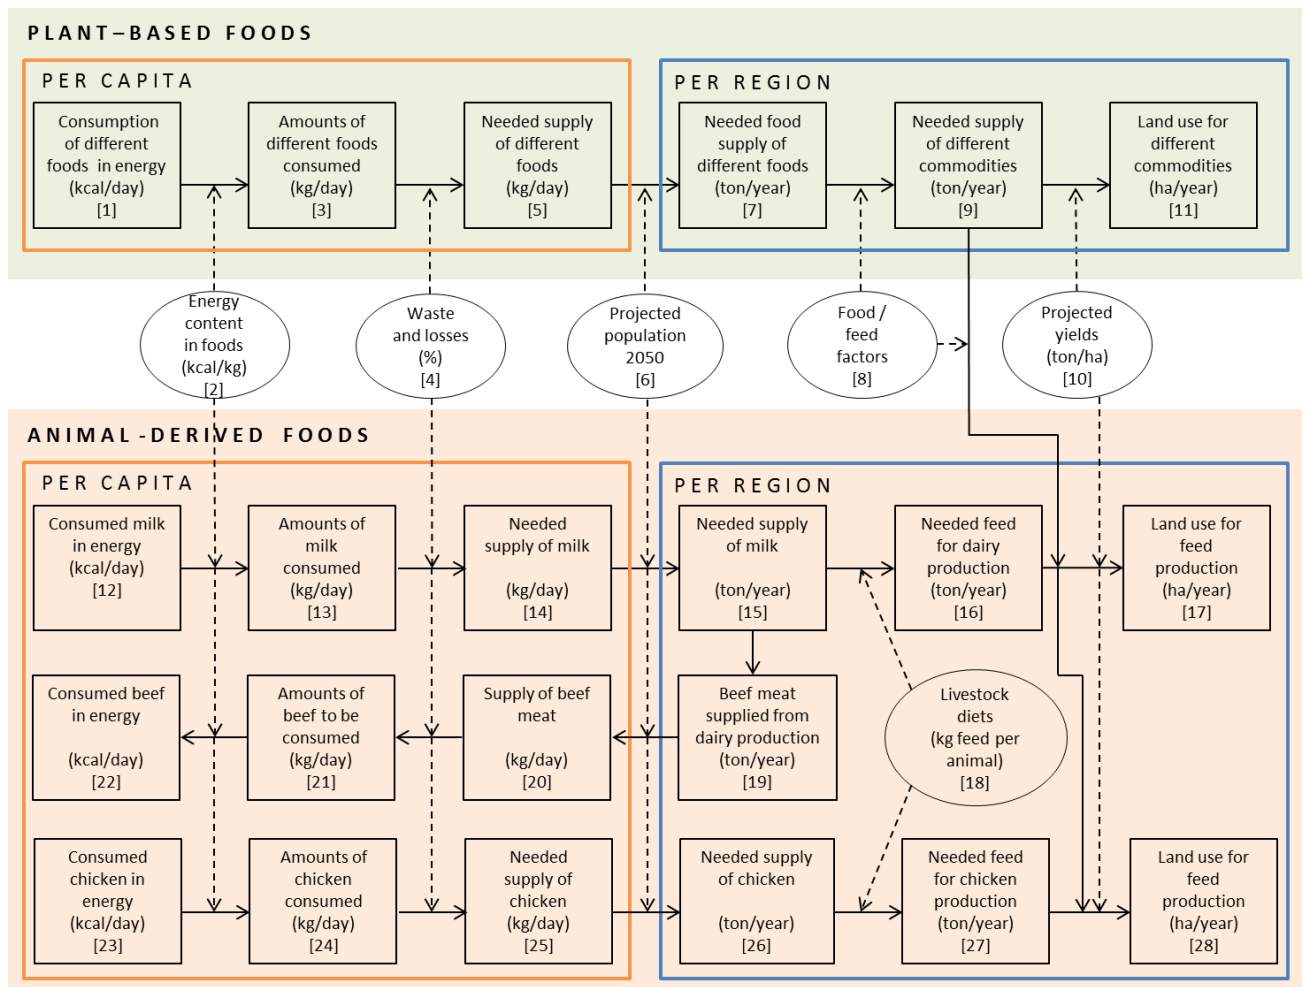 PLANT–BASED FOODS
PER CAPITA
Consumption
of different
foods in energy
(kcal/day)
[1]
Amounts of
different foods
consumed
(kg/day)
[3]
Needed supply
of different
foods
(kg/day)
[5]
PER REGION
Needed food
supply of
different foods
(ton/year)
[7]
Needed supply
of different
commodities
(ton/year)
[9]
Land use for
different
commodities
(ha/year)
[11]
Energy
content
in foods
(kcal/kg)
[2]
Waste
and losses
(%)
[4]
Projected
population
2050
[6]
Food /
feed
factors
[8]
Projected
yields
(ton/ha)
[10]
ANIMAL-DERIVED FOODS
PER CAPITA
Consumed milk
in energy
(kcal/day)
[12]
Amounts of
milk
consumed
(kg/day)
[13]
Needed
supply of milk
(kg/day)
[14]
PER REGION
Needed supply
of milk
(ton/year)
[15]
Needed feed
for dairy
production
(ton/year)
[16]
Land use for
feed
production
(ha/year)
[17]
Consumed beef
in energy
(kcal/day)
[22]
Amounts of
beef to be
consumed
(kg/day)
[21]
Supply of beef
meat
(kg/day)
[20]
Beef meat
supplied from
dairy production
(ton/year)
[19]
Livestock
diets
(kg feed per
animal)
[18]
Consumed
chicken in
energy
(kcal/day)
[23]
Amounts of
chicken
consumed
(kg/day)
[24]
Needed
supply of
chicken
(kg/day)
[25]
Needed supply
of chicken
(ton/year)
[26]
Needed feed
for chicken
production
(ton/year)
[27]
Land use for
feed
production
(ha/year)
[28]